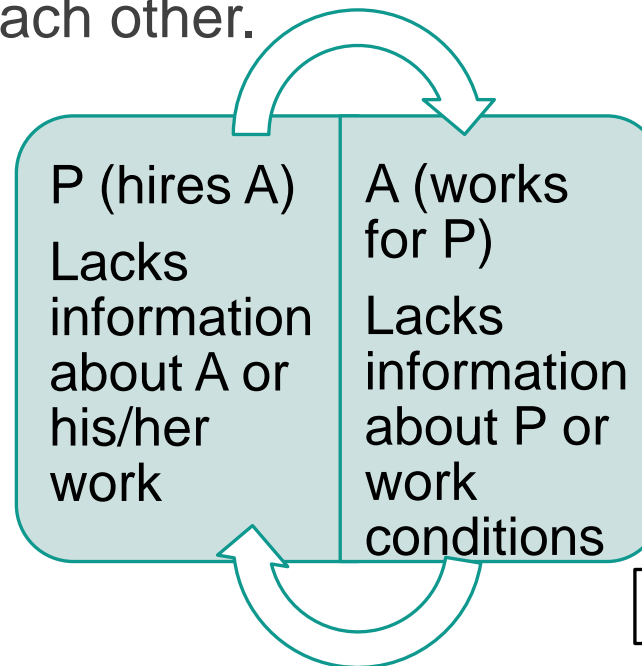 ach other.
P (hires A)
Lacks
information
about A or
his/her
work
A (works
for P)
Lacks
information
about P or
work
conditions